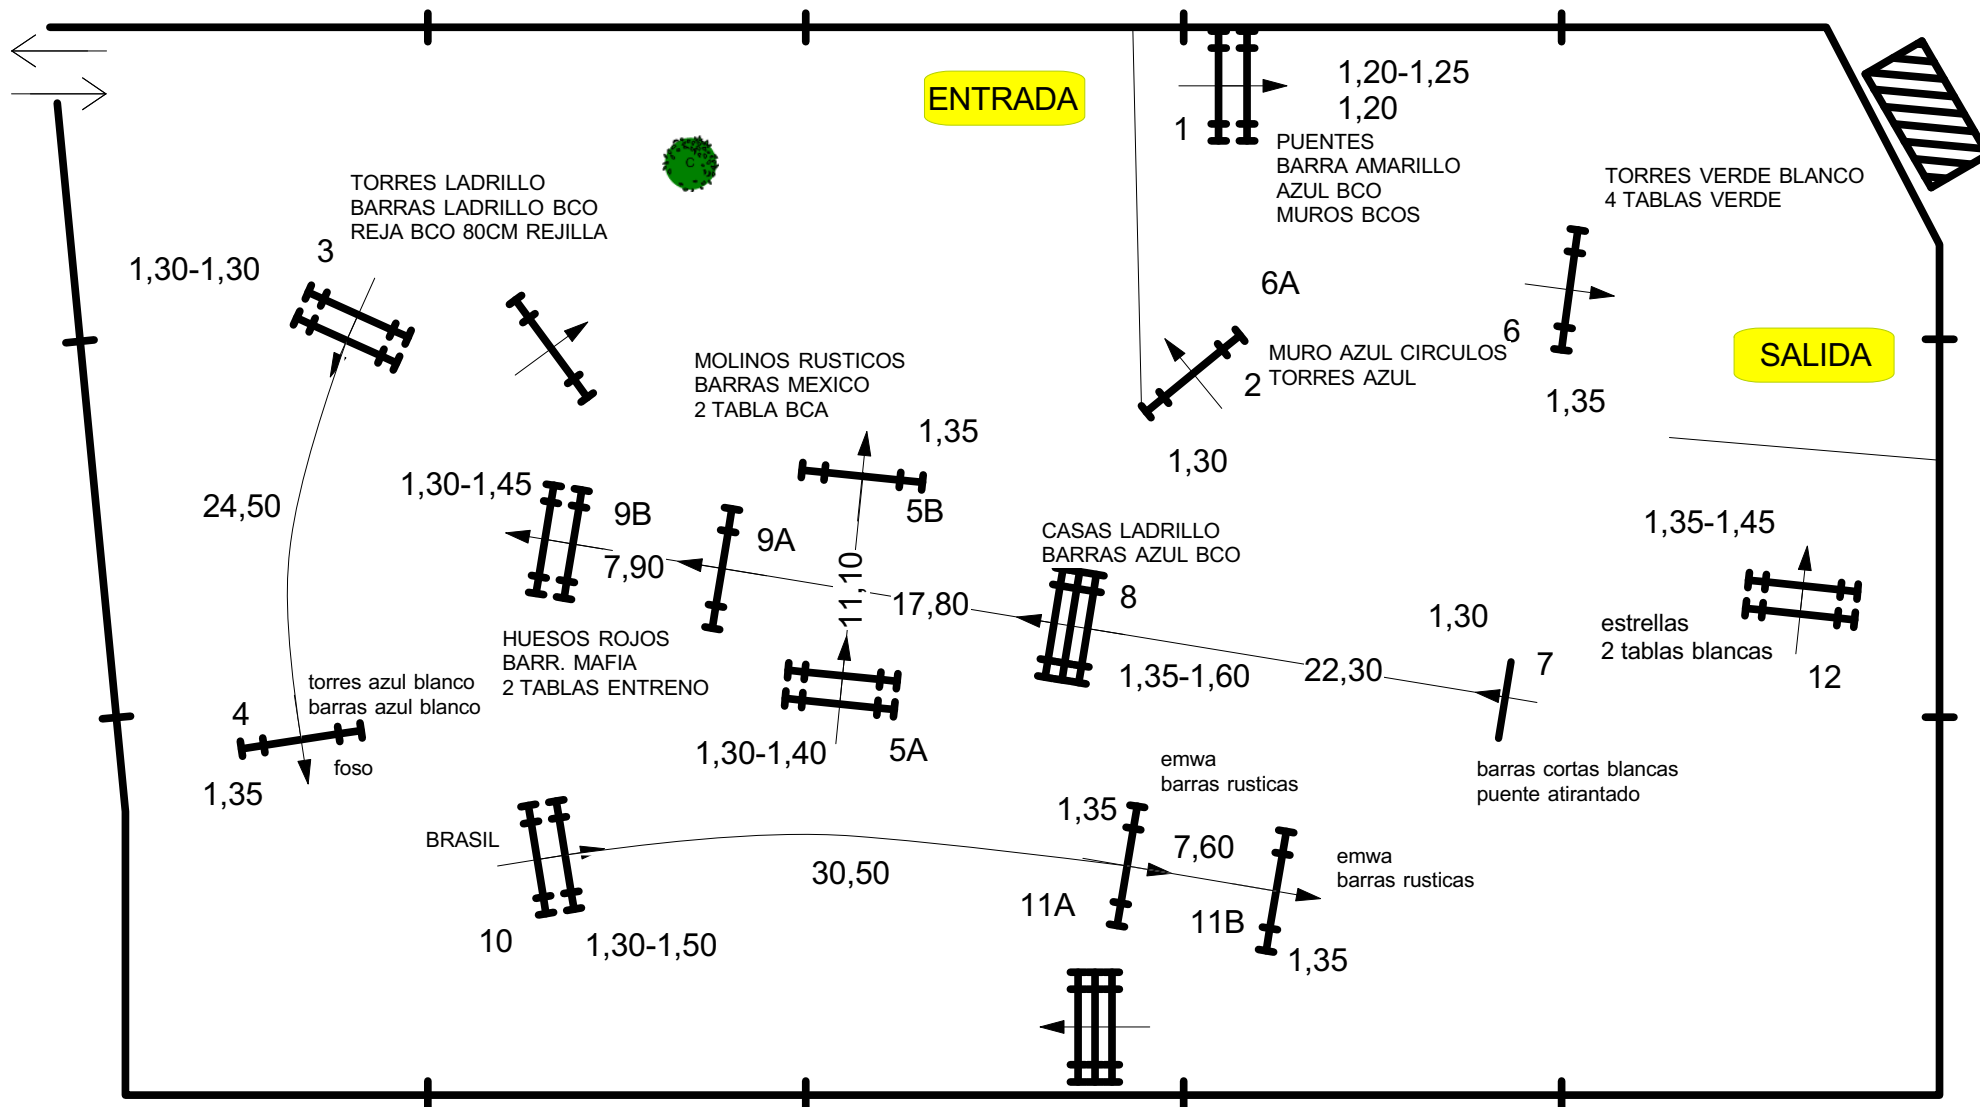 ENTRADA
1,20-1,25
1,20
1
PUENTES
BARRA AMARILLO
AZUL BCO
MUROS BCOS
C
TORRES LADRILLO
BARRAS LADRILLO BCO
REJA BCO 80CM REJILLA
TORRES VERDE BLANCO
4 TABLAS VERDE
3
1,30-1,30
6A
6
MURO AZUL CIRCULOS
TORRES AZUL
2
SALIDA
MOLINOS RUSTICOS
BARRAS MEXICO
2 TABLA BCA
1,35
1,35
1,30
1,30-1,45
24,50
9B
5B
9A
7,90
11,10
17,80
CASAS LADRILLO
BARRAS AZUL BCO
8
1,35-1,45
1,30
estrellas
2 tablas blancas
12
HUESOS ROJOS
BARR. MAFIA
2 TABLAS ENTRENO
1,35-1,60
22,30
7
torres azul blanco
barras azul blanco
4
foso
1,35
1,30-1,40
5A
barras cortas blancas
puente atirantado
emwa
barras rusticas
1,35
7,60
BRASIL
30,50
emwa
barras rusticas
11A
11B
10
1,30-1,50
1,35